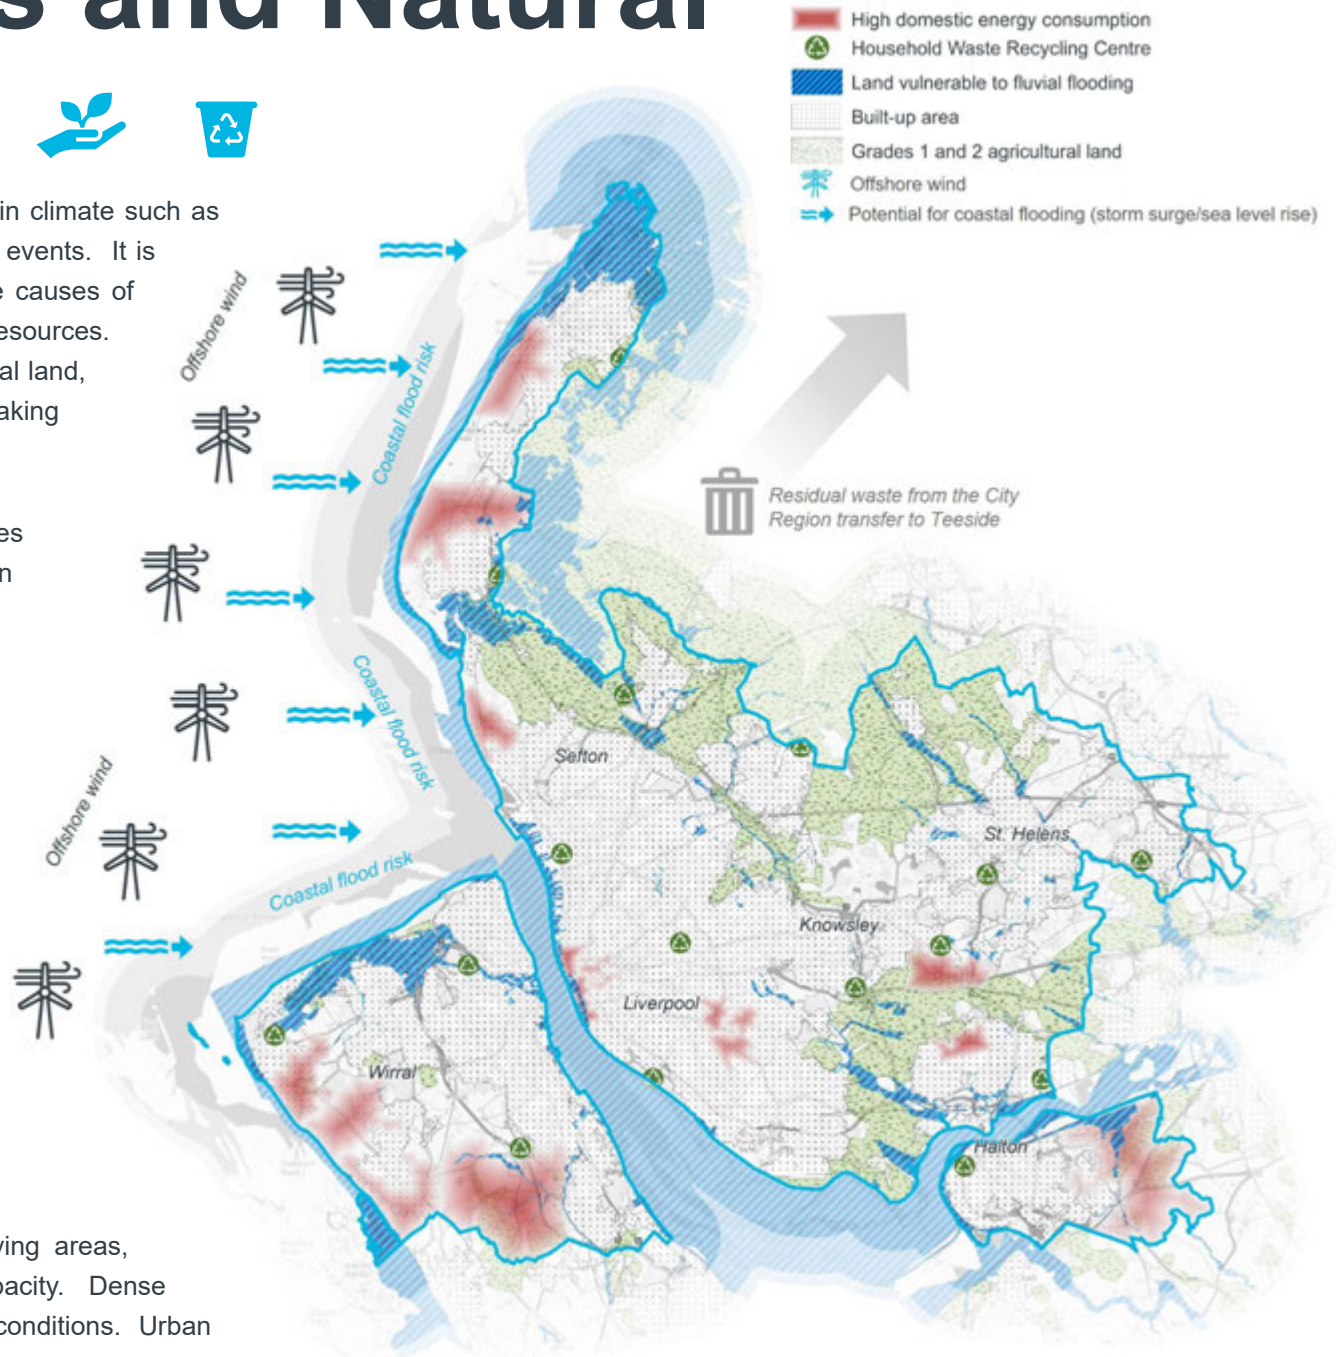 s and Natural
High domestic energy consumption
Household Waste Recycling Centre
Land vulnerable to fluvial flooding
Built-up area
Grades 1 and 2 agricultural land
Offshore wind
Potential for coastal flooding (storm surge/sea level rise)
in climate such as
events. It is
causes of
esources.
al land,
aking
es
n
Offshore wind
Coastal flood risk
Residual waste from the City
Region transfer to Teeside
Coastal flood risk
Sefton
Offshore wind
St. Helens
Coastal flood risk
Knowsley
Liverpool
Wirral
Halton
ving areas,
pacity. Dense
conditions. Urban